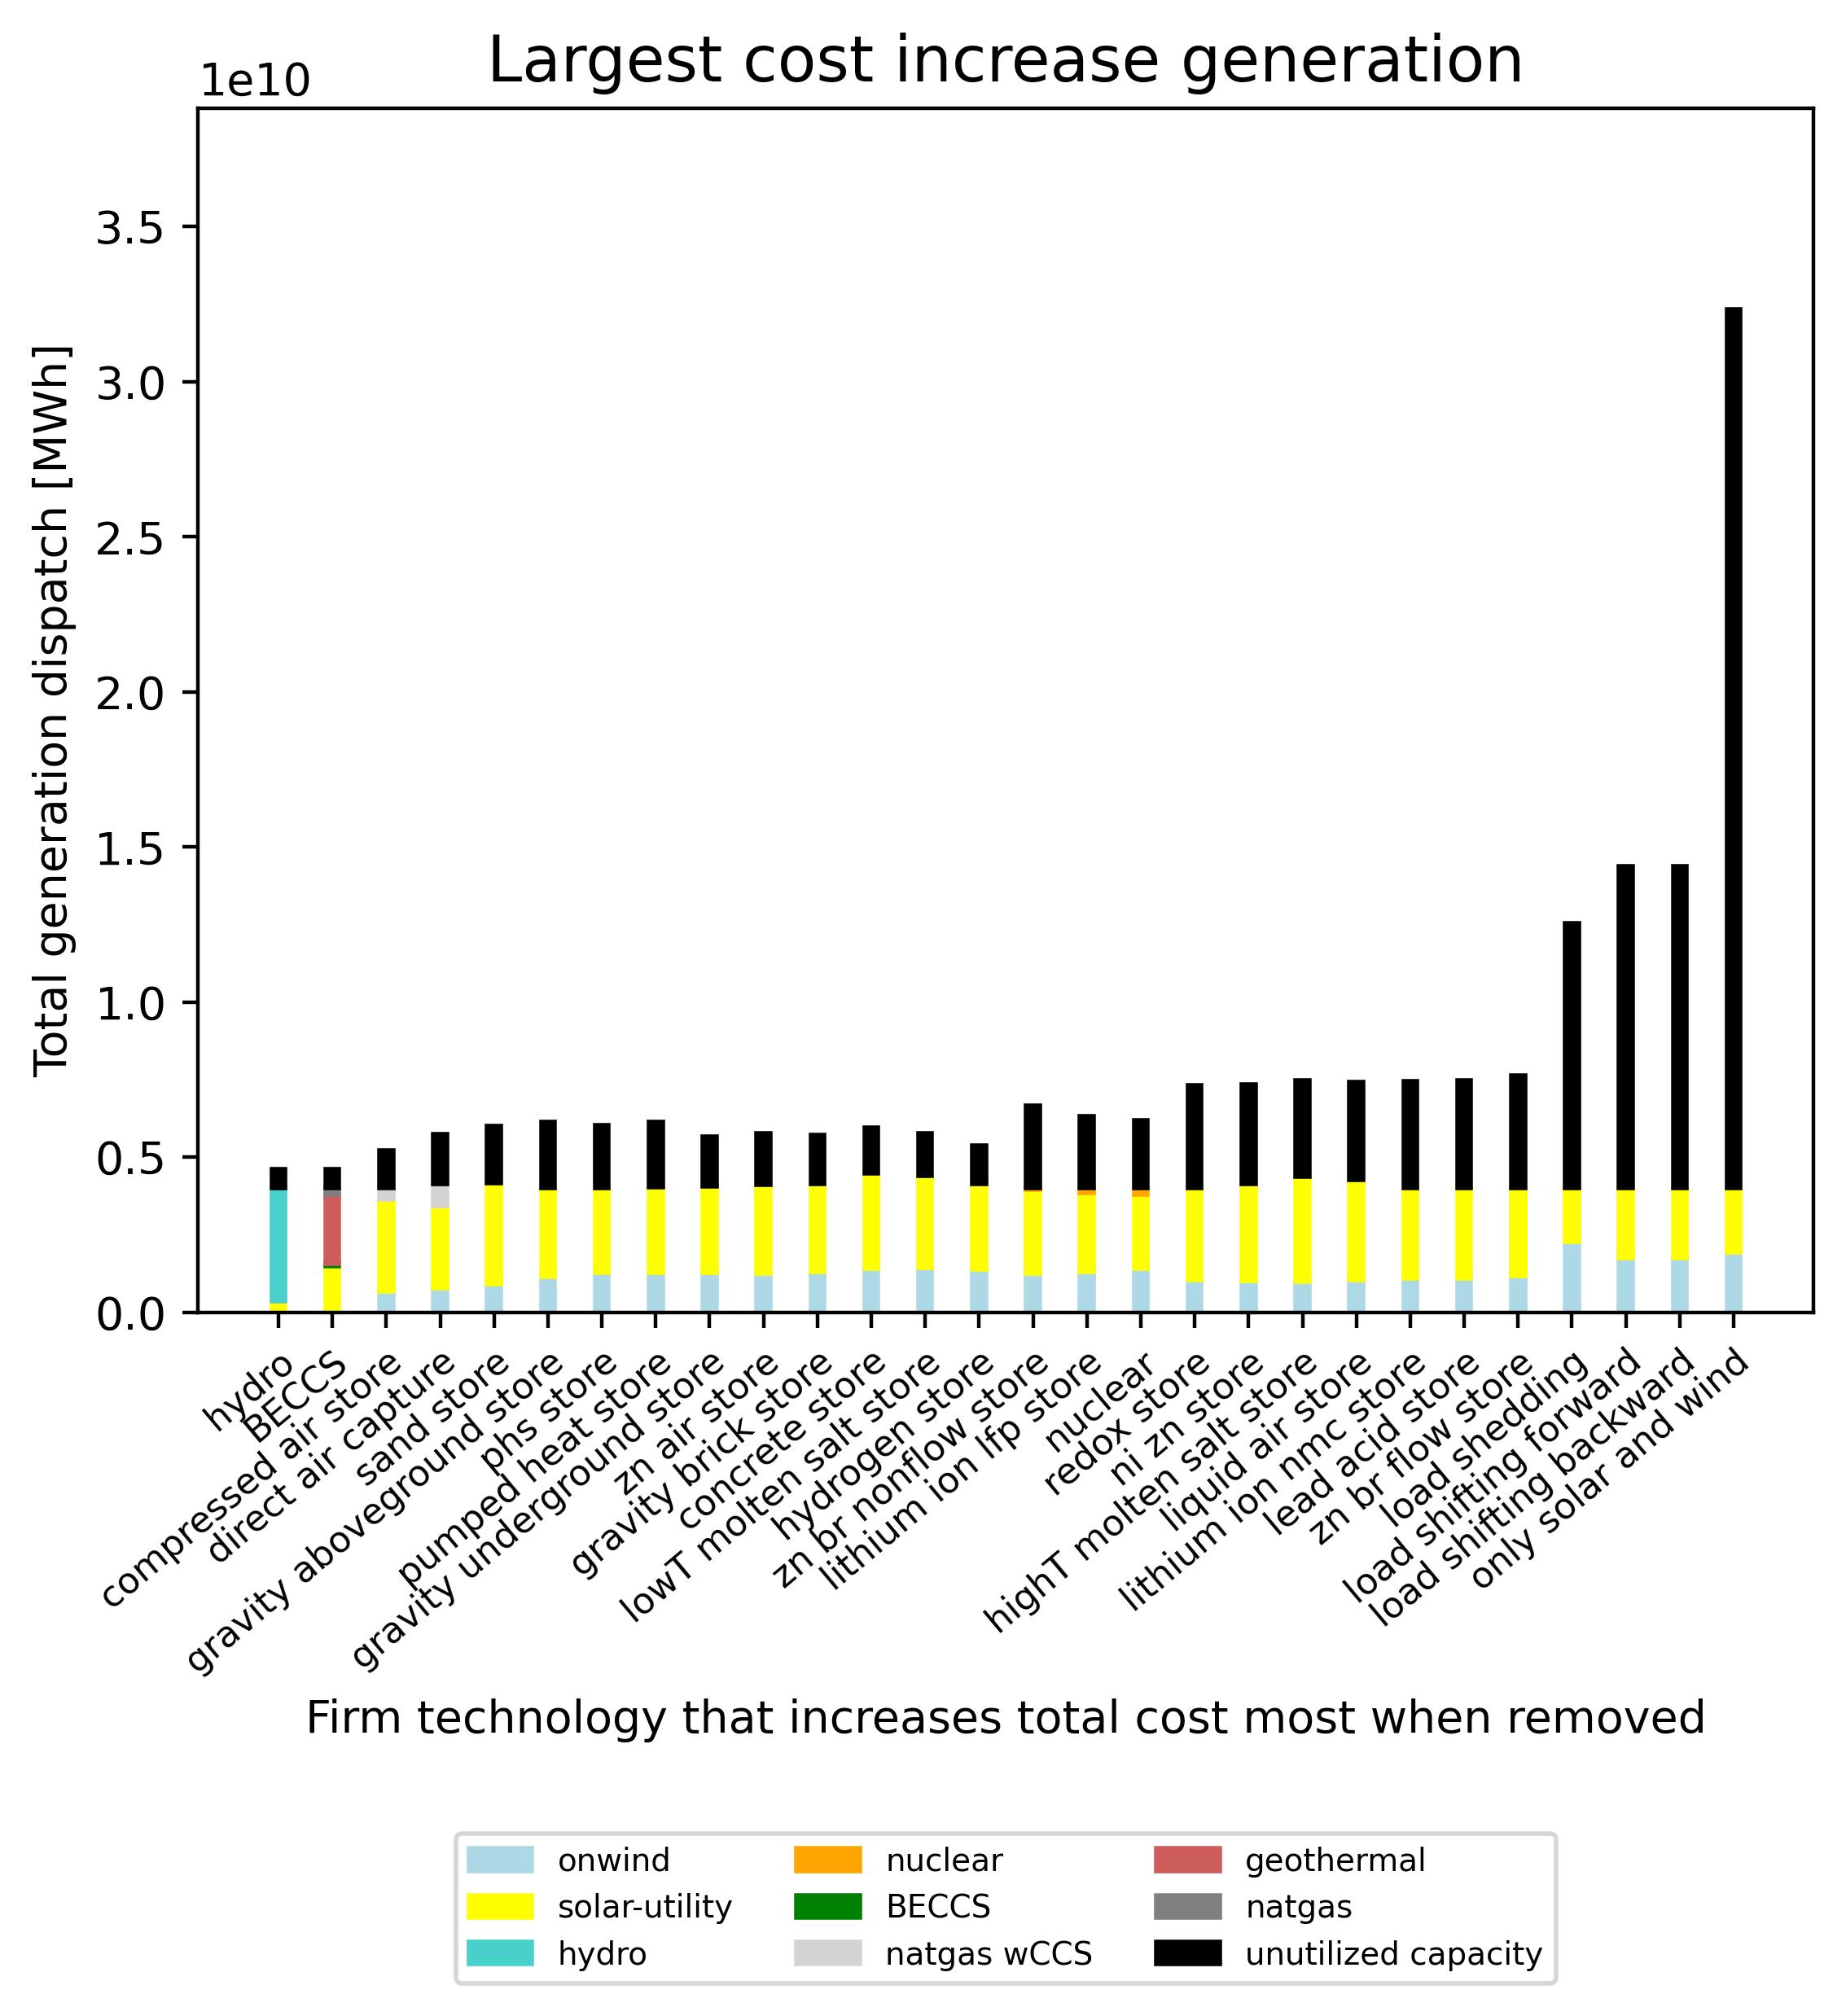 Largest cost increase generation
1e10
3.5
3.0
2.5
2.0
1.5
1.0
0.5
0.0
Total generation dispatch [MWh]
hydro
BECCS
compressed air store
direct air capture
sand store
gravity aboveground store
phs store
pumped heat store
gravity underground store
zn air store
gravity brick store
concrete store
lowT molten salt store
hydrogen store
zn br nonflow store
lithium ion lfp store
nuclear
redox store
ni zn store
highT molten salt store
liquid air store
lithium ion nmc store
lead acid store
zn br flow store
load shedding
load shifting forward
load shifting backward
only solar and wind
Firm technology that increases total cost most when removed
onwind
solar-utility
hydro
nuclear
BECCS
natgas wCCS
geothermal
natgas
unutilized capacity